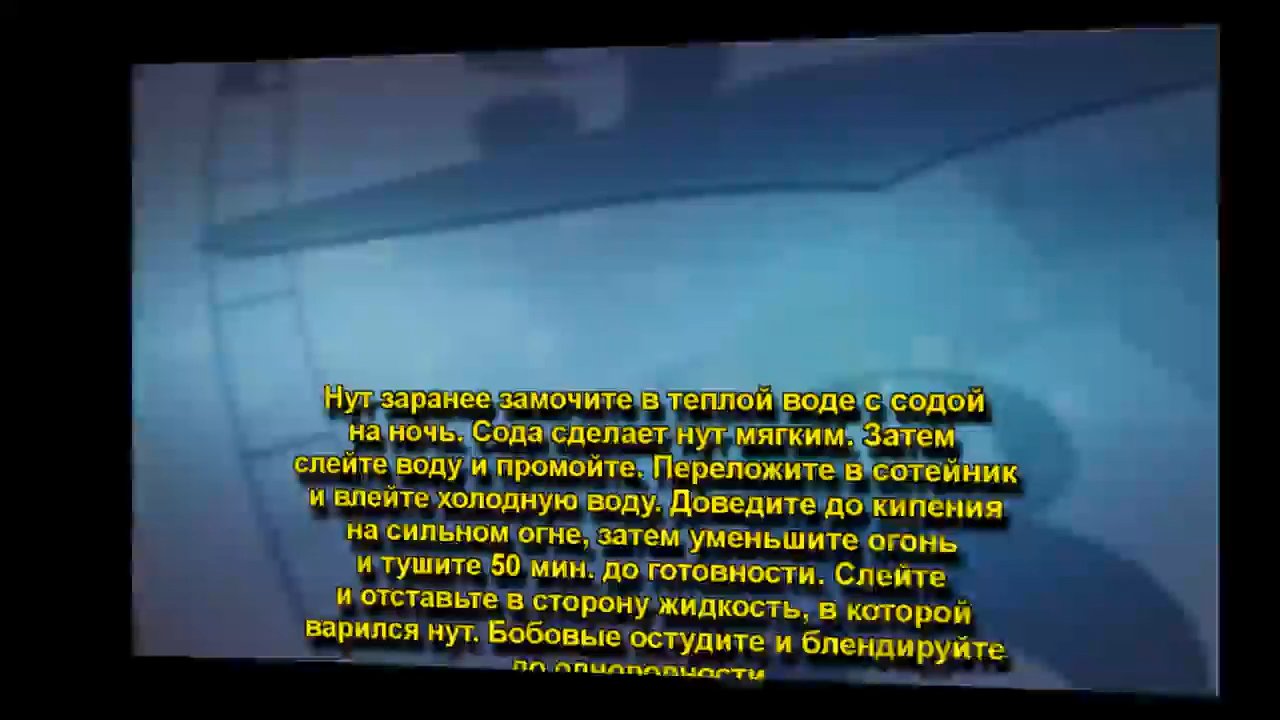 Нут заранее замочите в теплой воде с содой
на ночь. Сода сделает нут мягким. Затем
слейте воду и промойте. Переложите в сотейник
и влейте холодную воду. Доведите до кипения
на сильном огне, затем уменьшите огонь
и тушите 50 мин. до готовности. Слейте
и отставьте в сторону жидкость, в которой
варился нут. Бобовые остудите и блендируйте
до однородности